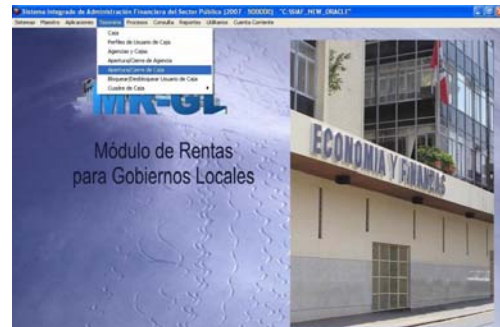 Sistema Integrado de Administración Financiera del Sector Público (2007 - 500000) - "C:\SIAF_NEW_ORACLE\"
Sistemas Maestro Aplicaciones Tesorería Procesos Consulta Reportes Utilitarios Cuenta Corriente
Caja
Perfiles de Usuario de Caja
Agencias y Cajas
Apertura/Cierre de Agencia
Apertura/Cierre de Caja
Bloquear/Desbloquear Usuario de Caja
Cuadre de Caja
MR-GL
Módulo de Rentas
para Gobiernos Locales
ECONOMIA Y FINANZAS